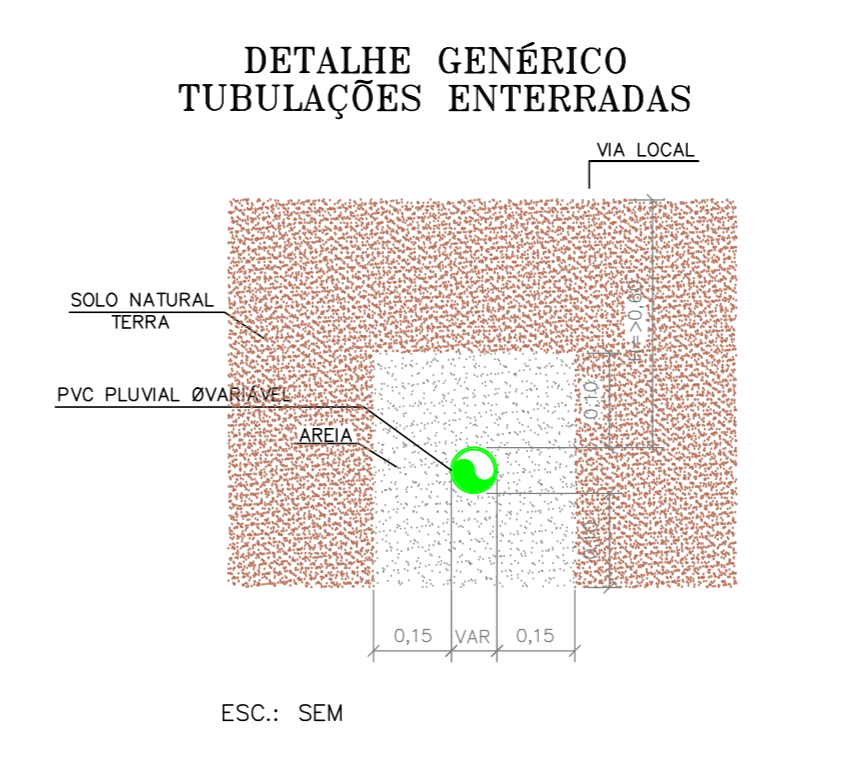 DETALHE GENÉRICO
TUBULAÇÕES ENTERRADAS
VIA LOCAL
SOLO NATURAL
TERRA
H=>0,60
PVC PLUVIAL ØVARIÁVEL
0,10
AREIA
0,10
0,15
VAR
0,15
ESC.: SEM